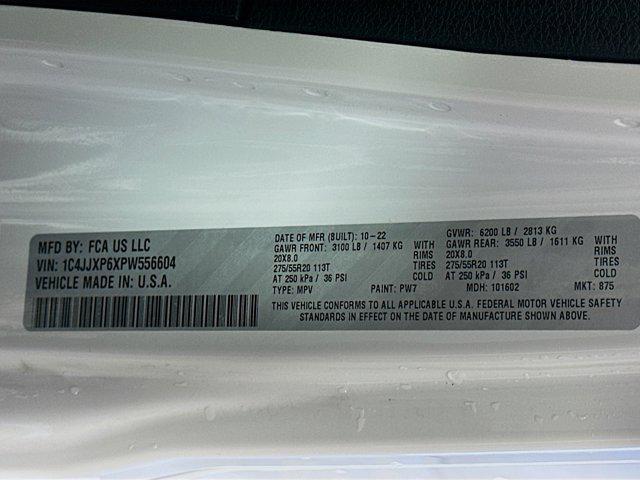 MFD BY: FCA US LLC
VIN: 1C4JJXP6XPW556604
VEHICLE MADE IN: U.S.A.
DATE OF MFR (BUILT): 10-22
GAWR FRONT: 3100 LB / 1407 KG WITH
20X8.0 RIMS
275/55R20 113T TIRES
AT 250 kPa / 36 PSI COLD
TYPE: MPV PAINT: PW7
GVWR: 6200 LB / 2813 KG
GAWR REAR: 3550 LB / 1611 KG WITH
20X8.0 RIMS
275/55R20 113T TIRES
AT 250 kPa / 36 PSI COLD
MDH: 101602 MKT: 875
THIS VEHICLE CONFORMS TO ALL APPLICABLE U.S.A. FEDERAL MOTOR VEHICLE SAFETY
STANDARDS IN EFFECT ON THE DATE OF MANUFACTURE SHOWN ABOVE.